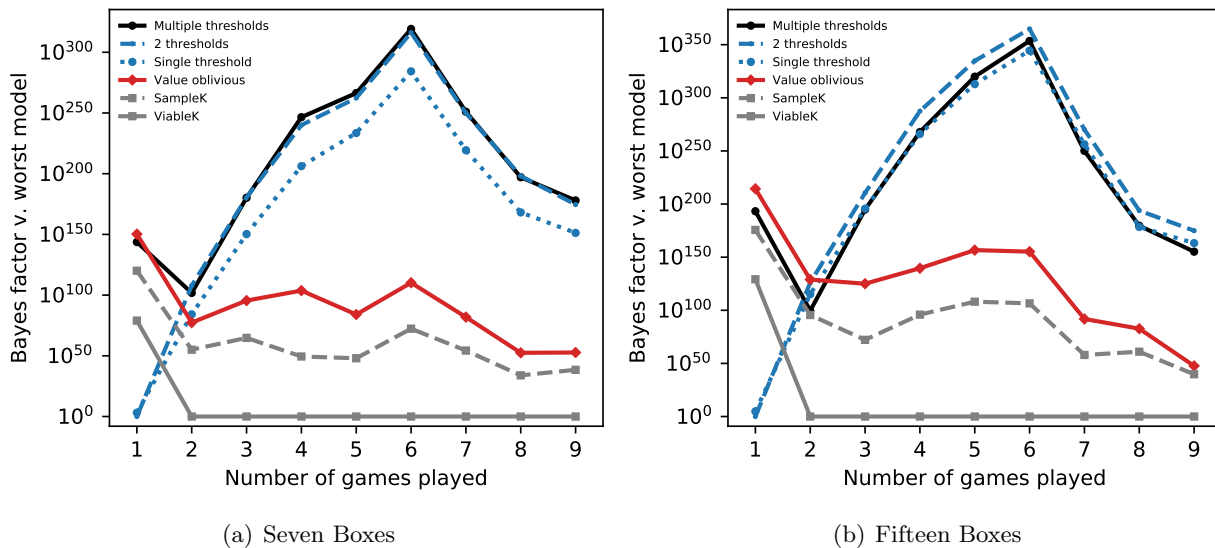 Multiple thresholds
2 thresholds
Single threshold
Value oblivious
SampleK
ViableK
Bayes factor v. worst model
10^300
10^250
10^200
10^150
10^100
10^50
10^0
1 2 3 4 5 6 7 8 9
Number of games played
(a) Seven Boxes
Multiple thresholds
2 thresholds
Single threshold
Value oblivious
SampleK
ViableK
Bayes factor v. worst model
10^350
10^300
10^250
10^200
10^150
10^100
10^50
10^0
1 2 3 4 5 6 7 8 9
Number of games played
(b) Fifteen Boxes